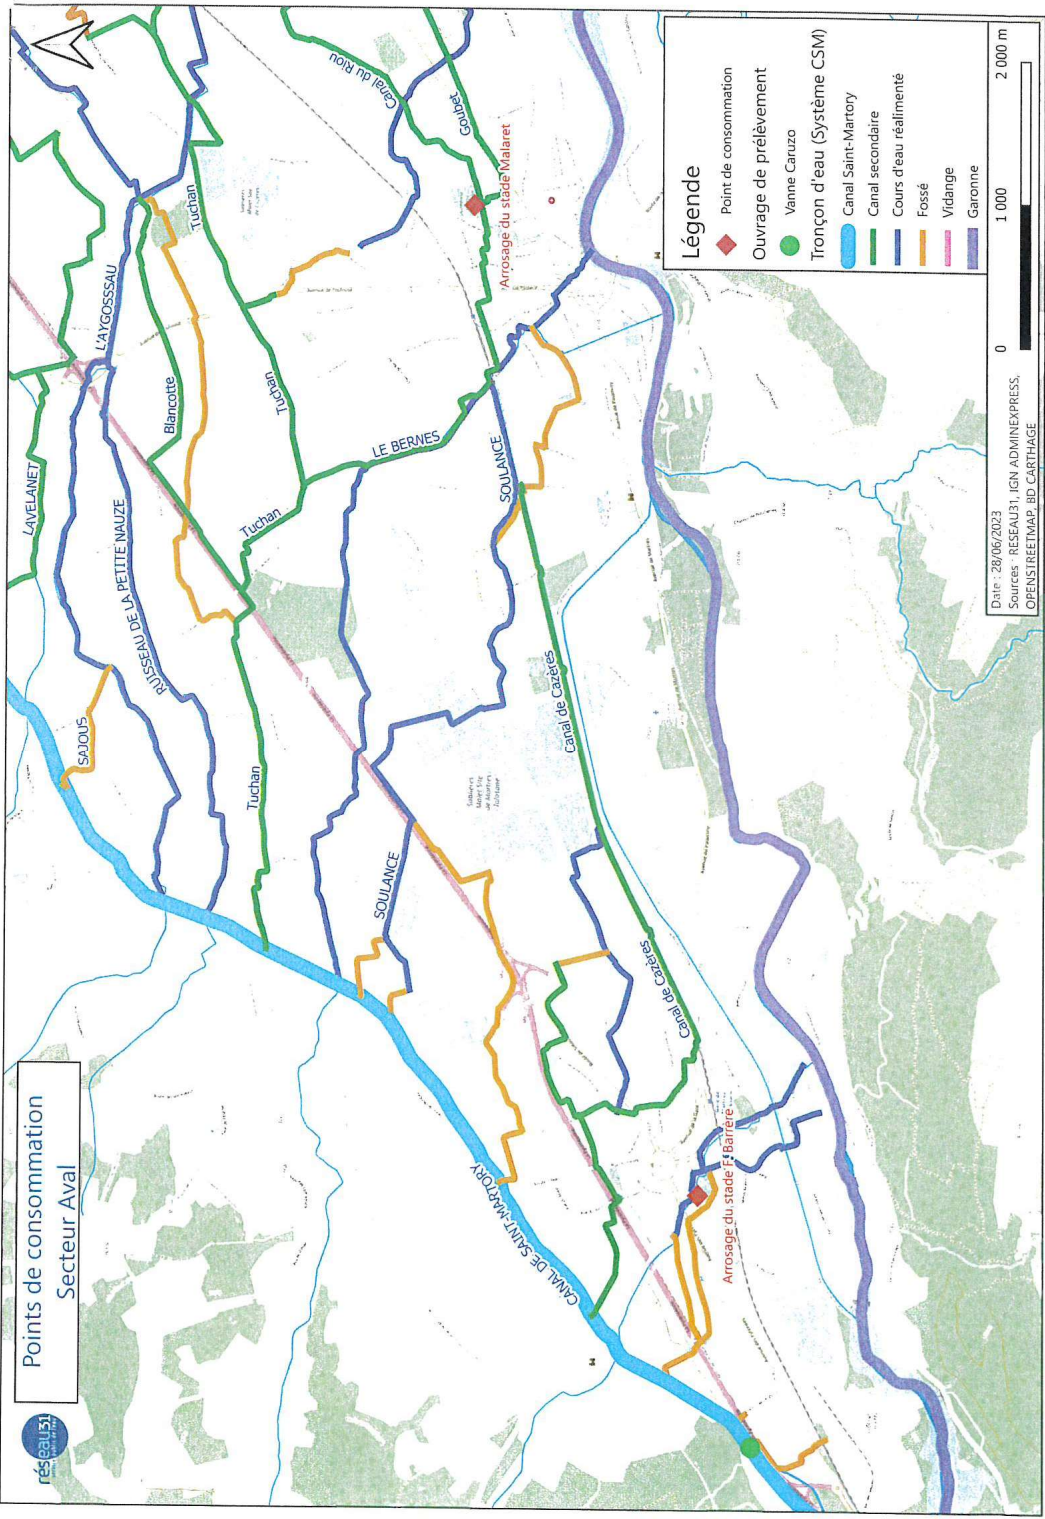 Points de consommation
Secteur Aval
réseau31
LAVELANET
L'AYGOSSSAU
SAJOUS
RUISSEAU DE LA PETITE NAUZE
Blancotte
Tuchan
Tuchan
Tuchan
Tuchan
Canal du Riou
Goubet
Arrosage du stade Malaret
LE BERNES
SOULANCE
SOULANCE
Canal de Cazères
Canal de Cazères
CANAL DE SAINT-MARTORY
Arrosage du stade F. Barrère
Légende
Point de consommation
Ouvrage de prélèvement
Vanne Caruzo
Tronçon d'eau (Système CSM)
Canal Saint-Martory
Canal secondaire
Cours d'eau réalimenté
Fossé
Vidange
Garonne
Date : 28/06/2023
Sources : RESEAU31, IGN ADMINEXPRESS,
OPENSTREETMAP, BD CARTHAGE
0 1 000 2 000 m